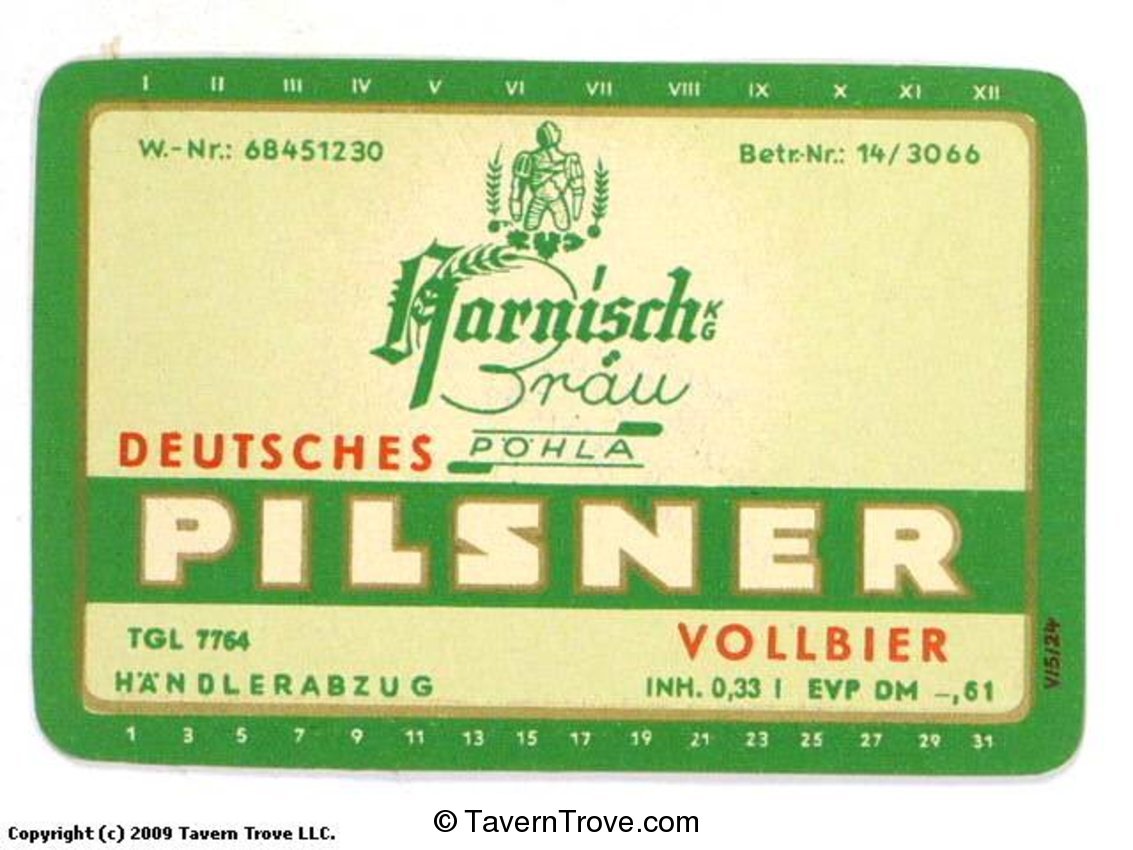 I II III IV V VI VII VIII IX X XI XII
W.-Nr.: 68451230
Betr.-Nr.: 14/3066
Harnisch KG
Bräu
PÖHLA
DEUTSCHES
PILSNER
TGL 7764
VOLLBIER
HÄNDLERABZUG
INH. 0,33 l EVP DM -,61
V/5/24
1 3 5 7 9 11 13 15 17 19 21 23 25 27 29 31
© TavernTrove.com
Copyright (c) 2009 Tavern Trove LLC.